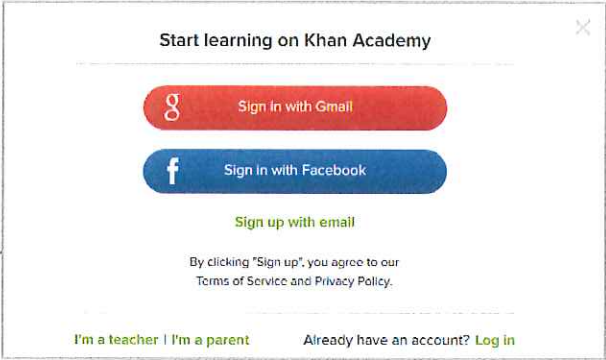 Start learning on Khan Academy
g Sign in with Gmail
f Sign in with Facebook
Sign up with email
By clicking "Sign up", you agree to our
Terms of Service and Privacy Policy.
I'm a teacher | I'm a parent Already have an account? Log in